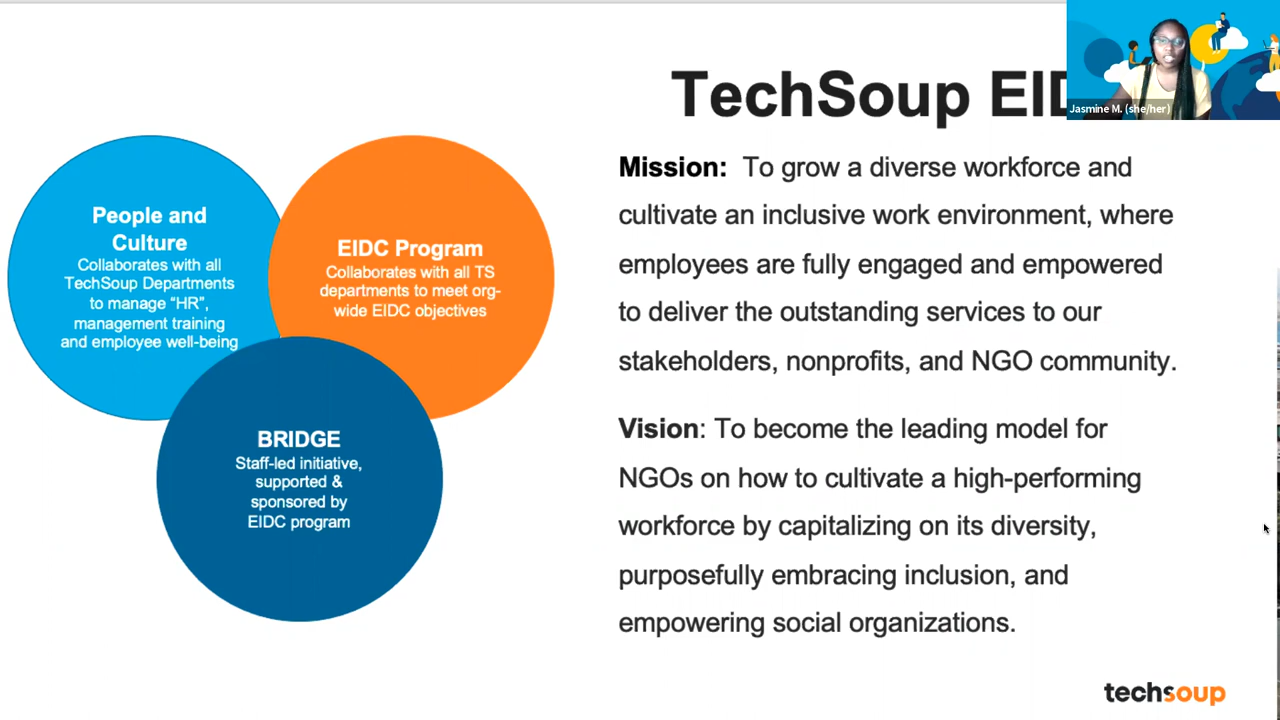 TechSoup EI
Jasmine M. (she/her)
People and
Culture
Collaborates with all
TechSoup Departments
to manage “HR”,
management training
and employee well-being
EIDC Program
Collaborates with all TS
departments to meet org-
wide EIDC objectives
BRIDGE
Staff-led initiative,
supported &
sponsored by
EIDC program
Mission: To grow a diverse workforce and
cultivate an inclusive work environment, where
employees are fully engaged and empowered
to deliver the outstanding services to our
stakeholders, nonprofits, and NGO community.
Vision: To become the leading model for
NGOs on how to cultivate a high-performing
workforce by capitalizing on its diversity,
purposefully embracing inclusion, and
empowering social organizations.
techsoup